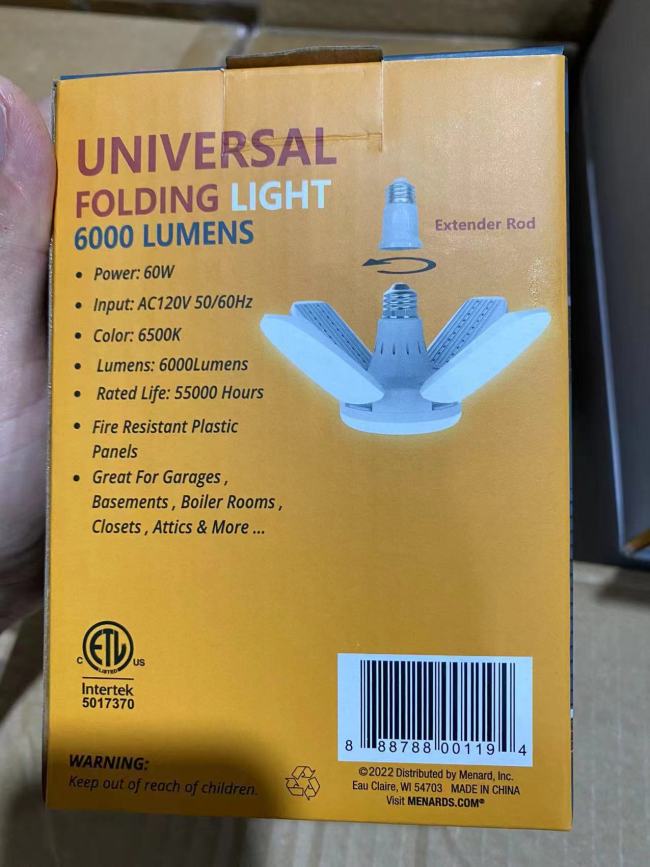 UNIVERSAL
FOLDING LIGHT
6000 LUMENS
Extender Rod
• Power: 60W
• Input: AC120V 50/60Hz
• Color: 6500K
• Lumens: 6000Lumens
• Rated Life: 55000 Hours
• Fire Resistant Plastic
Panels
• Great For Garages ,
Basements , Boiler Rooms ,
Closets , Attics & More ...
C ETL US
LISTED
Intertek
5017370
WARNING:
Keep out of reach of children.
8 88788 00119 4
©2022 Distributed by Menard, Inc.
Eau Claire, WI 54703 MADE IN CHINA
Visit MENARDS.COM®